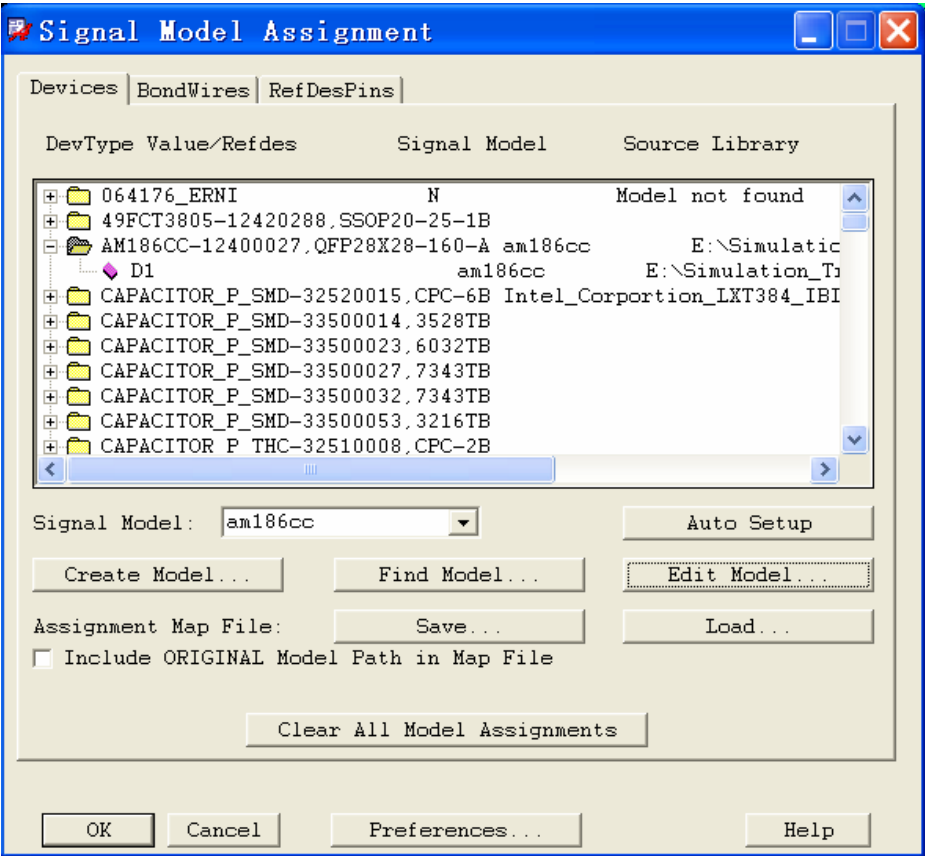 Signal Model Assignment
Devices BondWires RefDesPins
DevType Value/Refdes Signal Model Source Library
064176_ERNI N Model not found
49FCT3805-12420288,SSOP20-25-1B
AM186CC-12400027,QFP28X28-160-A am186cc E:\Simulatic
D1 am186cc E:\Simulation_Tr
CAPACITOR_P_SMD-32520015,CPC-6B Intel_Corportion_LXT384_IBI
CAPACITOR_P_SMD-33500014,3528TB
CAPACITOR_P_SMD-33500023,6032TB
CAPACITOR_P_SMD-33500027,7343TB
CAPACITOR_P_SMD-33500032,7343TB
CAPACITOR_P_SMD-33500053,3216TB
CAPACITOR P THC-32510008,CPC-2B
Signal Model: am186cc Auto Setup
Create Model... Find Model... Edit Model...
Assignment Map File: Save... Load...
Include ORIGINAL Model Path in Map File
Clear All Model Assignments
OK Cancel Preferences... Help